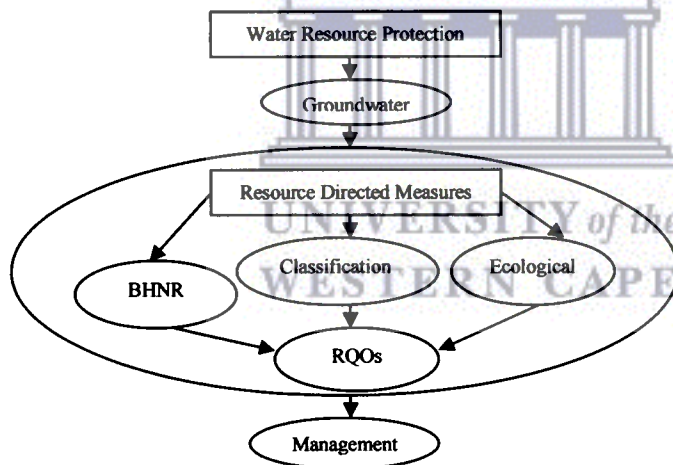 Water Resource Protection
Groundwater
Resource Directed Measures
UNIVERSITY of the
Classification
Ecological
BHNR
WESTERN CAPE
RQOs
Management